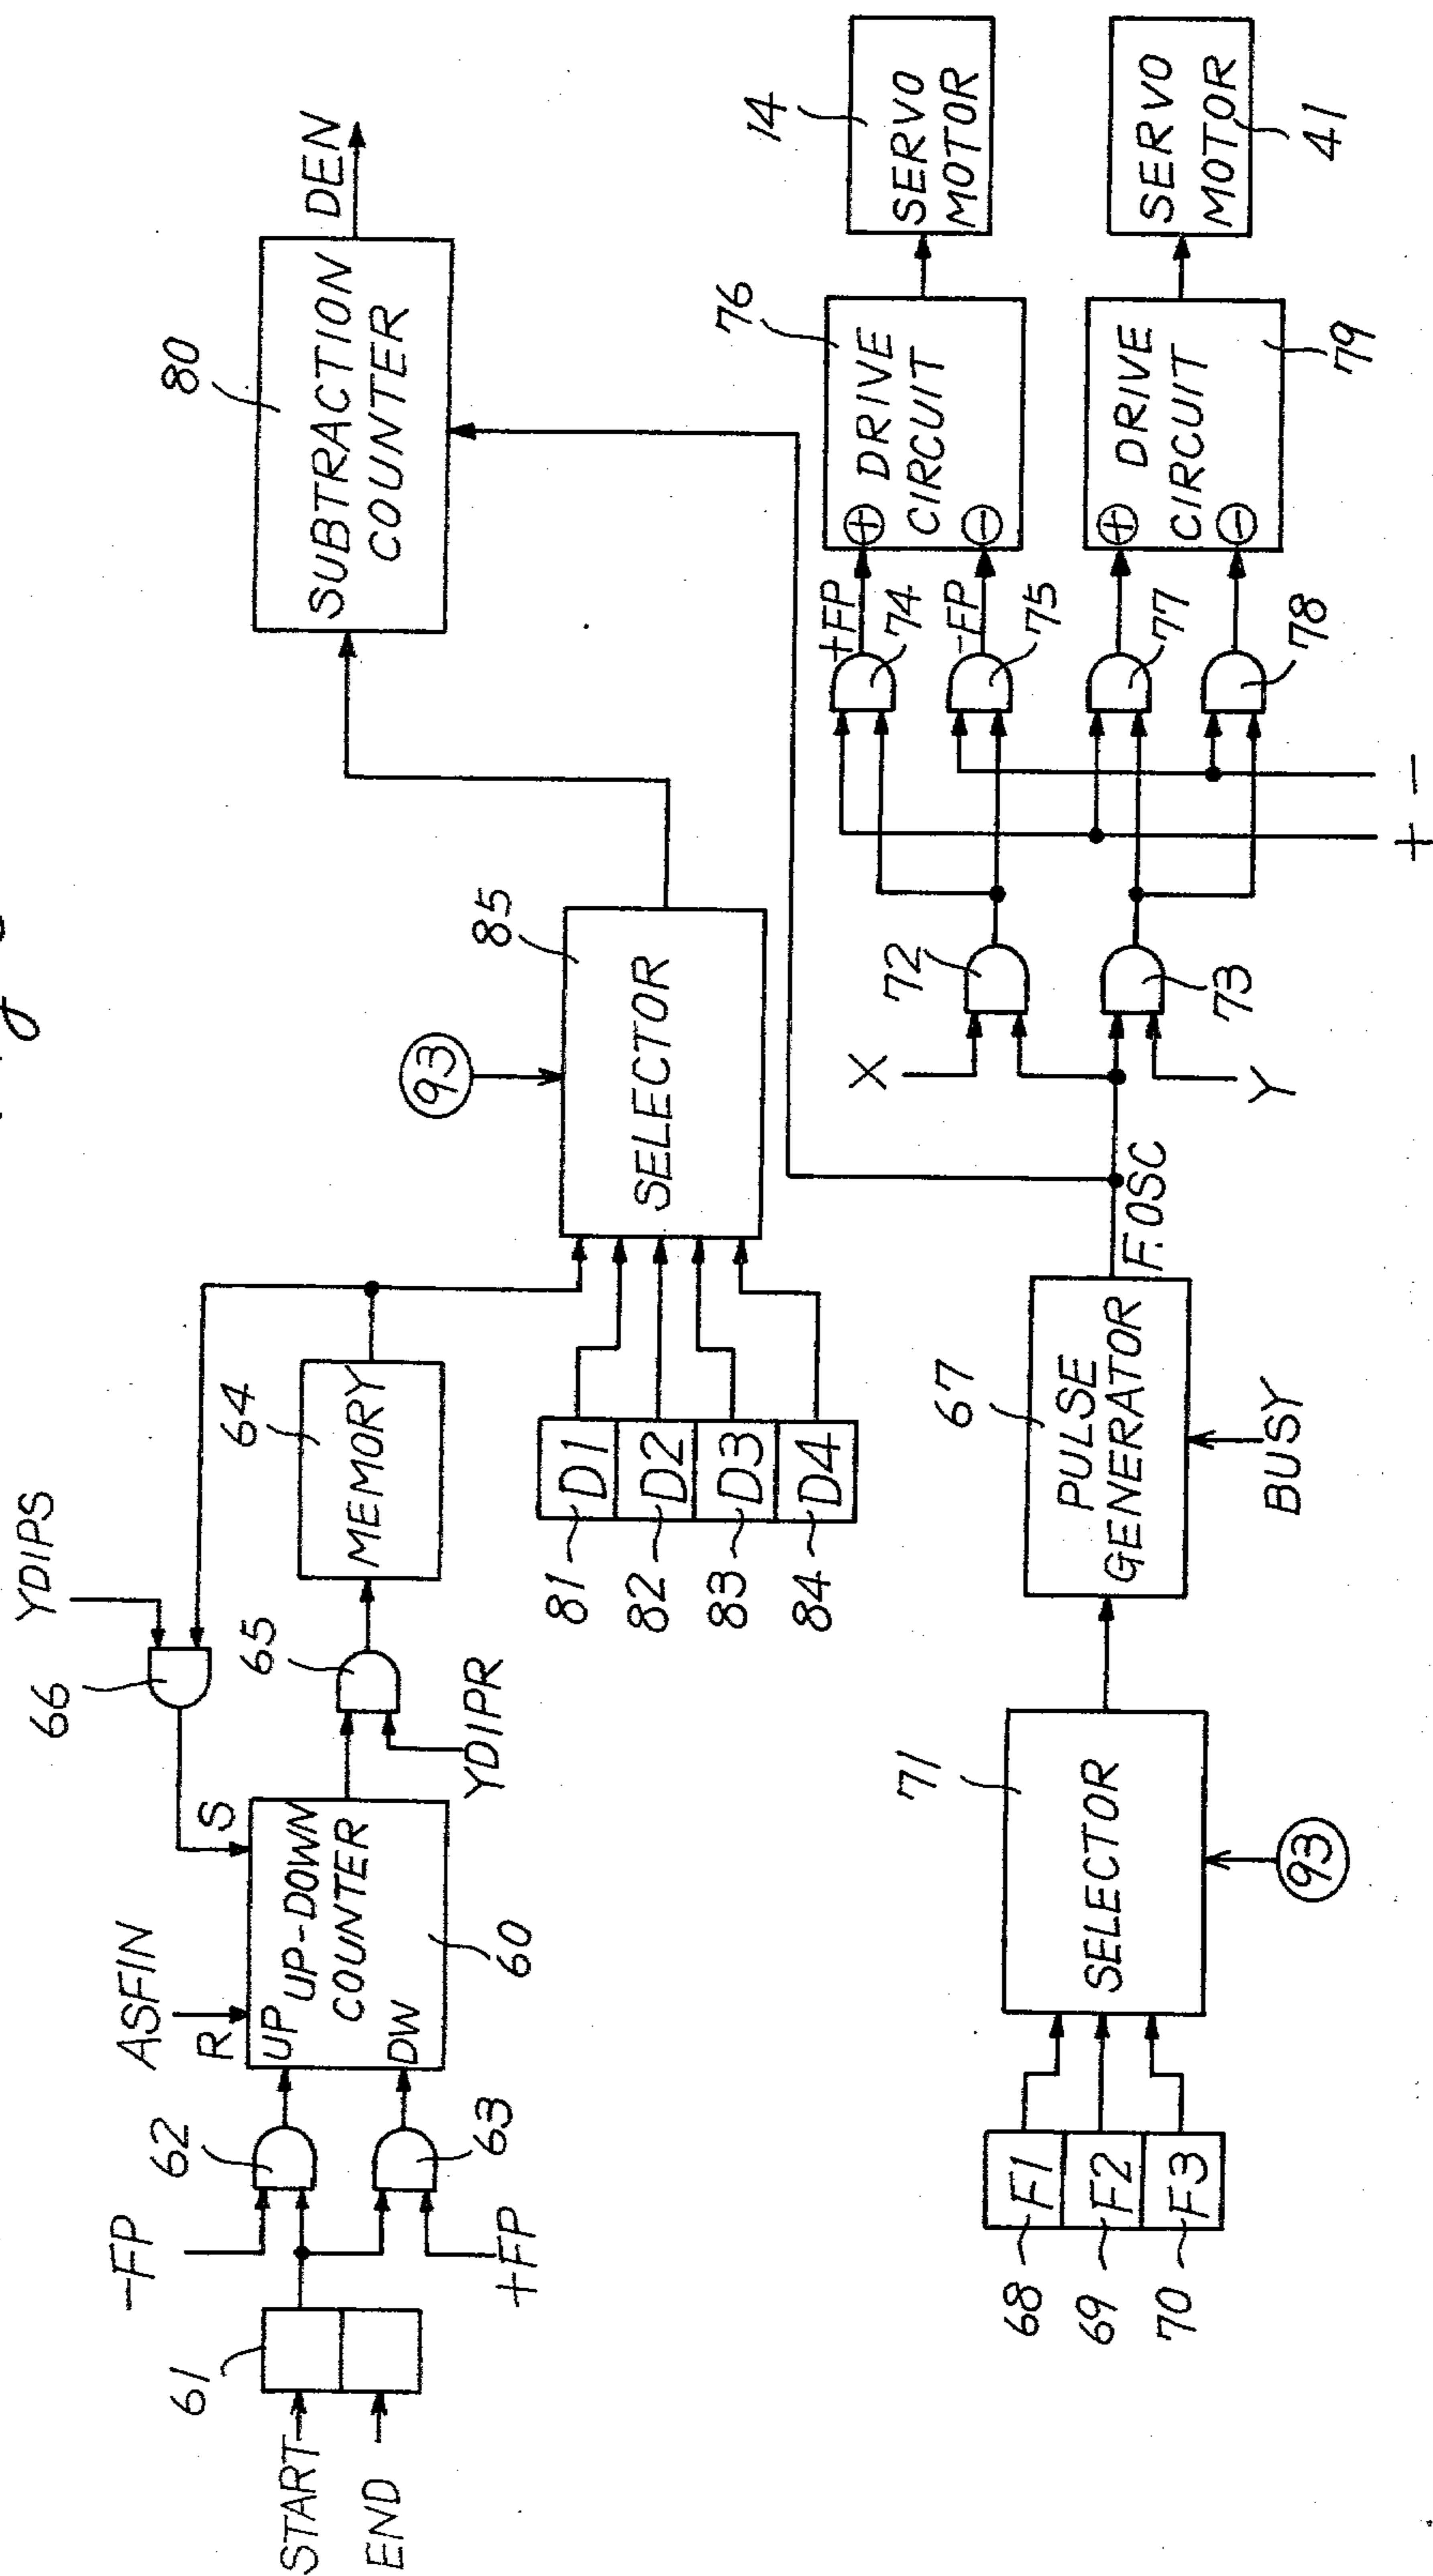 80
SUBTRACTION
COUNTER
DEN
YDIPS
66
64
MEMORY
65
YDIPR
ASFIN
R
S
UP
UP-DOWN
COUNTER
DW
60
-FP
62
63
+FP
61
START
END
93
85
SELECTOR
81
D1
82
D2
83
D3
84
D4
14
SERVO
MOTOR
76
DRIVE
CIRCUIT
+
-
+FP
74
-FP
75
SERVO
MOTOR
41
DRIVE
CIRCUIT
79
+
-
77
78
72
X
73
Y
+
-
F.OSC
67
PULSE
GENERATOR
BUSY
71
SELECTOR
93
68
F1
69
F2
70
F3